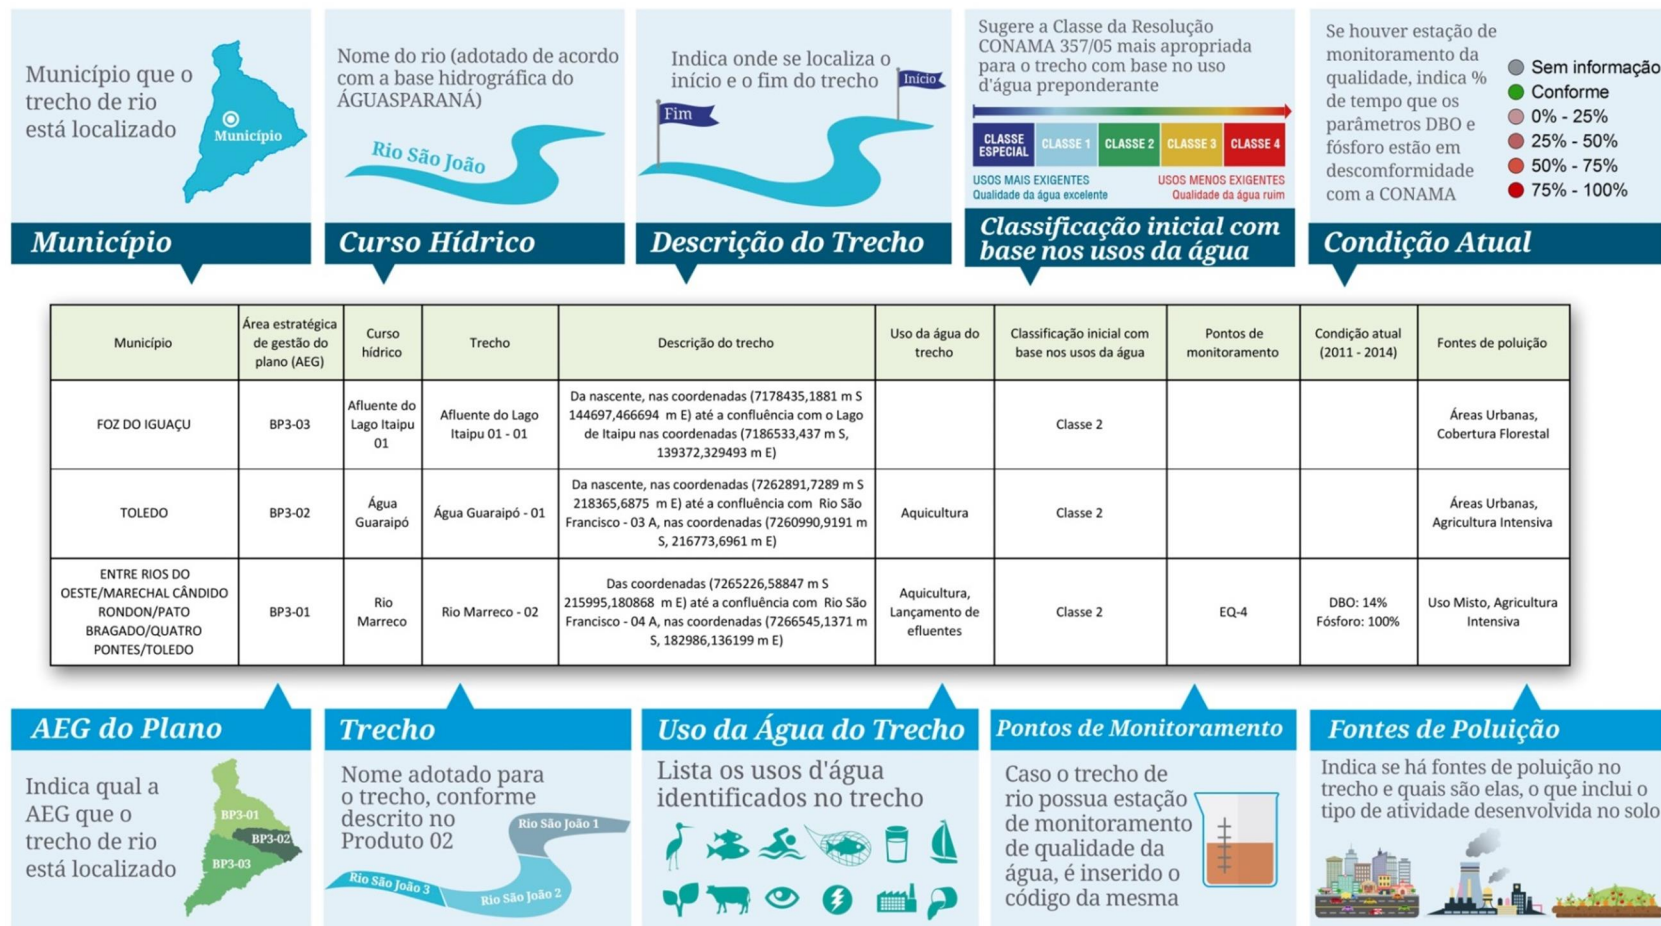 Município que o
trecho de rio
está localizado
Município
Município
Nome do rio (adotado de acordo
com a base hidrográfica do
ÁGUASPARANÁ)
Rio São João
Curso Hídrico
Indica onde se localiza o
início e o fim do trecho
Início
Fim
Descrição do Trecho
Sugere a Classe da Resolução
CONAMA 357/05 mais apropriada
para o trecho com base no uso
d'água preponderante
CLASSE ESPECIAL CLASSE 1 CLASSE 2 CLASSE 3 CLASSE 4
USOS MAIS EXIGENTES USOS MENOS EXIGENTES
Qualidade da água excelente Qualidade da água ruim
Classificação inicial com
base nos usos da água
Se houver estação de
monitoramento da
qualidade, indica %
de tempo que os
parâmetros DBO e
fósforo estão em
descomformidade
com a CONAMA
Sem informação
Conforme
0% - 25%
25% - 50%
50% - 75%
75% - 100%
Condição Atual
Município
Área estratégica
de gestão do
plano (AEG)
Curso
hídrico
Trecho
Descrição do trecho
Uso da água do
trecho
Classificação inicial com
base nos usos da água
Pontos de
monitoramento
Condição atual
(2011 - 2014)
Fontes de poluição
FOZ DO IGUAÇU
BP3-03
Afluente do
Lago Itaipu
01
Afluente do Lago
Itaipu 01 - 01
Da nascente, nas coordenadas (7178435,1881 m S
144697,466694 m E) até a confluência com o Lago
de Itaipu nas coordenadas (7186533,437 m S,
139372,329493 m E)
Classe 2
Áreas Urbanas,
Cobertura Florestal
TOLEDO
BP3-02
Água
Guaraipó
Água Guaraipó - 01
Da nascente, nas coordenadas (7262891,7289 m S
218365,6875 m E) até a confluência com Rio São
Francisco - 03 A, nas coordenadas (7260990,9191 m
S, 216773,6961 m E)
Aquicultura
Classe 2
Áreas Urbanas,
Agricultura Intensiva
ENTRE RIOS DO
OESTE/MARECHAL CÂNDIDO
RONDON/PATO
BRAGADO/QUATRO
PONTES/TOLEDO
BP3-01
Rio
Marreco
Rio Marreco - 02
Das coordenadas (7265226,58847 m S
215995,180868 m E) até a confluência com Rio São
Francisco - 04 A, nas coordenadas (7266545,1371 m
S, 182986,136199 m E)
Aquicultura,
Lançamento de
efluentes
Classe 2
EQ-4
DBO: 14%
Fósforo: 100%
Uso Misto, Agricultura
Intensiva
AEG do Plano
Indica qual a
AEG que o
trecho de rio
está localizado
BP3-01
BP3-02
BP3-03
Trecho
Nome adotado para
o trecho, conforme
descrito no
Produto 02
Rio São João 1
Rio São João 3
Rio São João 2
Uso da Água do Trecho
Lista os usos d'água
identificados no trecho
Pontos de Monitoramento
Caso o trecho de
rio possua estação
de monitoramento
de qualidade da
água, é inserido o
código da mesma
Fontes de Poluição
Indica se há fontes de poluição no
trecho e quais são elas, o que inclui o
tipo de atividade desenvolvida no solo